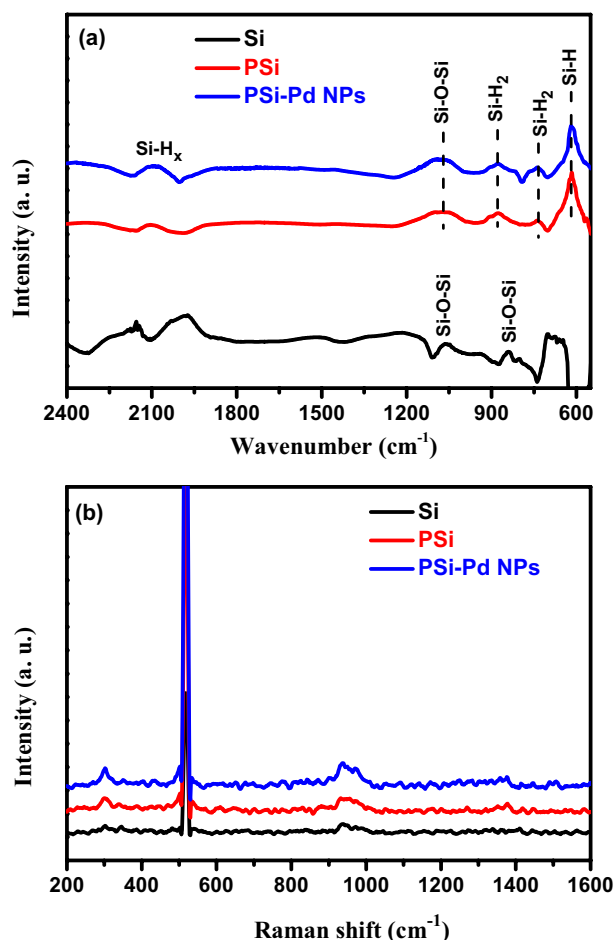 (a)
Si
PSi
PSi-Pd NPs
Si-Hx
Si-O-Si
Si-H2
Si-H2
Si-H
Si-O-Si
Si-O-Si
Intensity (a. u.)
2400 2100 1800 1500 1200 900 600
Wavenumber (cm-1)
(b)
Si
PSi
PSi-Pd NPs
Intensity (a. u.)
200 400 600 800 1000 1200 1400 1600
Raman shift (cm-1)